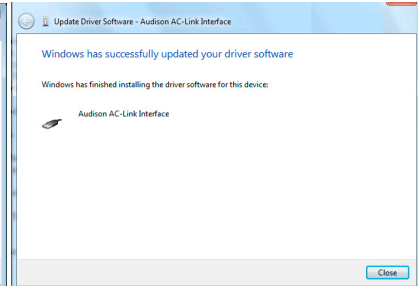 Update Driver Software - Audison AC-Link Interface
Windows has successfully updated your driver software
Windows has finished installing the driver software for this device:
Audison AC-Link Interface
Close